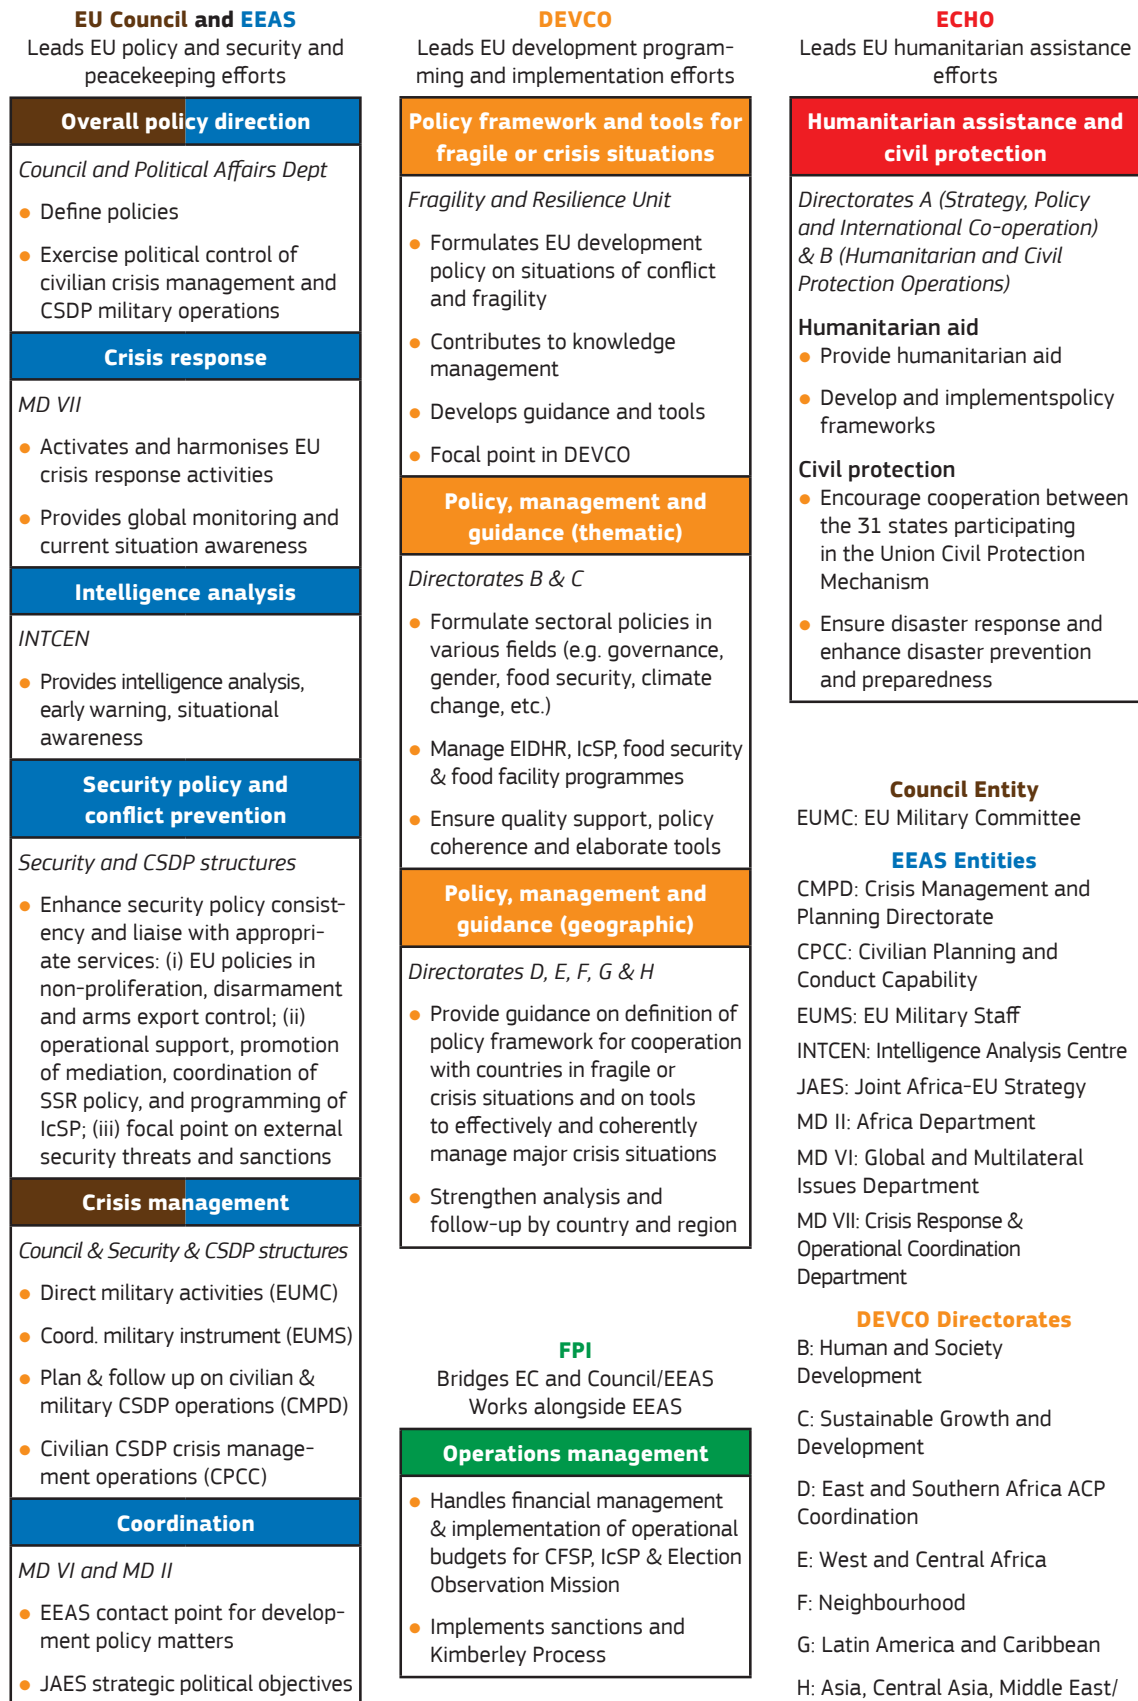 EU Council and EEAS
Leads EU policy and security and
peacekeeping efforts
Overall policy direction
Council and Political Affairs Dept
• Define policies
• Exercise political control of
civilian crisis management and
CSDP military operations
Crisis response
MD VII
• Activates and harmonises EU
crisis response activities
• Provides global monitoring and
current situation awareness
Intelligence analysis
INTCEN
• Provides intelligence analysis,
early warning, situational
awareness
Security policy and
conflict prevention
Security and CSDP structures
• Enhance security policy consist-
ency and liaise with appropri-
ate services: (i) EU policies in
non-proliferation, disarmament
and arms export control; (ii)
operational support, promotion
of mediation, coordination of
SSR policy, and programming of
IcSP; (iii) focal point on external
security threats and sanctions
Crisis management
Council & Security & CSDP structures
• Direct military activities (EUMC)
• Coord. military instrument (EUMS)
• Plan & follow up on civilian &
military CSDP operations (CMPD)
• Civilian CSDP crisis manage-
ment operations (CPCC)
Coordination
MD VI and MD II
• EEAS contact point for develop-
ment policy matters
• JAES strategic political objectives
DEVCO
Leads EU development program-
ming and implementation efforts
Policy framework and tools for
fragile or crisis situations
Fragility and Resilience Unit
• Formulates EU development
policy on situations of conflict
and fragility
• Contributes to knowledge
management
• Develops guidance and tools
• Focal point in DEVCO
Policy, management and
guidance (thematic)
Directorates B & C
• Formulate sectoral policies in
various fields (e.g. governance,
gender, food security, climate
change, etc.)
• Manage EIDHR, IcSP, food security
& food facility programmes
• Ensure quality support, policy
coherence and elaborate tools
Policy, management and
guidance (geographic)
Directorates D, E, F, G & H
• Provide guidance on definition of
policy framework for cooperation
with countries in fragile or
crisis situations and on tools
to effectively and coherently
manage major crisis situations
• Strengthen analysis and
follow-up by country and region
FPI
Bridges EC and Council/EEAS
Works alongside EEAS
Operations management
• Handles financial management
& implementation of operational
budgets for CFSP, IcSP & Election
Observation Mission
• Implements sanctions and
Kimberley Process
ECHO
Leads EU humanitarian assistance
efforts
Humanitarian assistance and
civil protection
Directorates A (Strategy, Policy
and International Co-operation)
& B (Humanitarian and Civil
Protection Operations)
Humanitarian aid
• Provide humanitarian aid
• Develop and implementspolicy
frameworks
Civil protection
• Encourage cooperation between
the 31 states participating
in the Union Civil Protection
Mechanism
• Ensure disaster response and
enhance disaster prevention
and preparedness
Council Entity
EUMC: EU Military Committee
EEAS Entities
CMPD: Crisis Management and
Planning Directorate
CPCC: Civilian Planning and
Conduct Capability
EUMS: EU Military Staff
INTCEN: Intelligence Analysis Centre
JAES: Joint Africa-EU Strategy
MD II: Africa Department
MD VI: Global and Multilateral
Issues Department
MD VII: Crisis Response &
Operational Coordination
Department
DEVCO Directorates
B: Human and Society
Development
C: Sustainable Growth and
Development
D: East and Southern Africa ACP
Coordination
E: West and Central Africa
F: Neighbourhood
G: Latin America and Caribbean
H: Asia, Central Asia, Middle East/